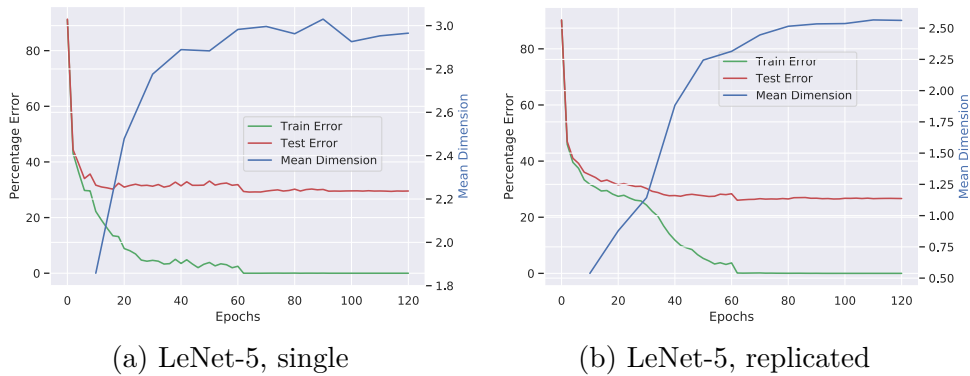 80
60
40
20
0
Percentage Error
3.0
2.8
2.6
2.4
2.2
2.0
1.8
Mean Dimension
Train Error
Test Error
Mean Dimension
0 20 40 60 80 100 120
Epochs
(a) LeNet-5, single
80
60
40
20
0
Percentage Error
2.50
2.25
2.00
1.75
1.50
1.25
1.00
0.75
0.50
Mean Dimension
Train Error
Test Error
Mean Dimension
0 20 40 60 80 100 120
Epochs
(b) LeNet-5, replicated